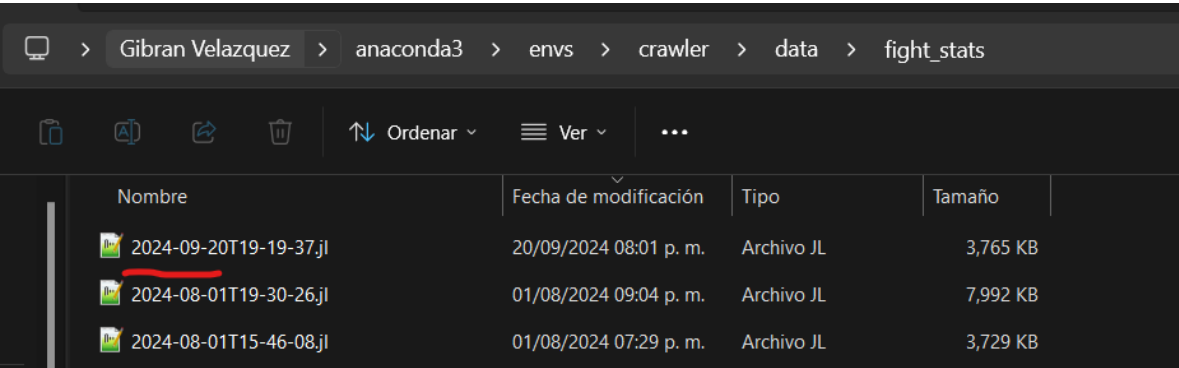 Gibran Velazquez > anaconda3 > envs > crawler > data > fight_stats
Ordenar Ver
Nombre Fecha de modificación Tipo Tamaño
2024-09-20T19-19-37.jl 20/09/2024 08:01 p. m. Archivo JL 3,765 KB
2024-08-01T19-30-26.jl 01/08/2024 09:04 p. m. Archivo JL 7,992 KB
2024-08-01T15-46-08.jl 01/08/2024 07:29 p. m. Archivo JL 3,729 KB